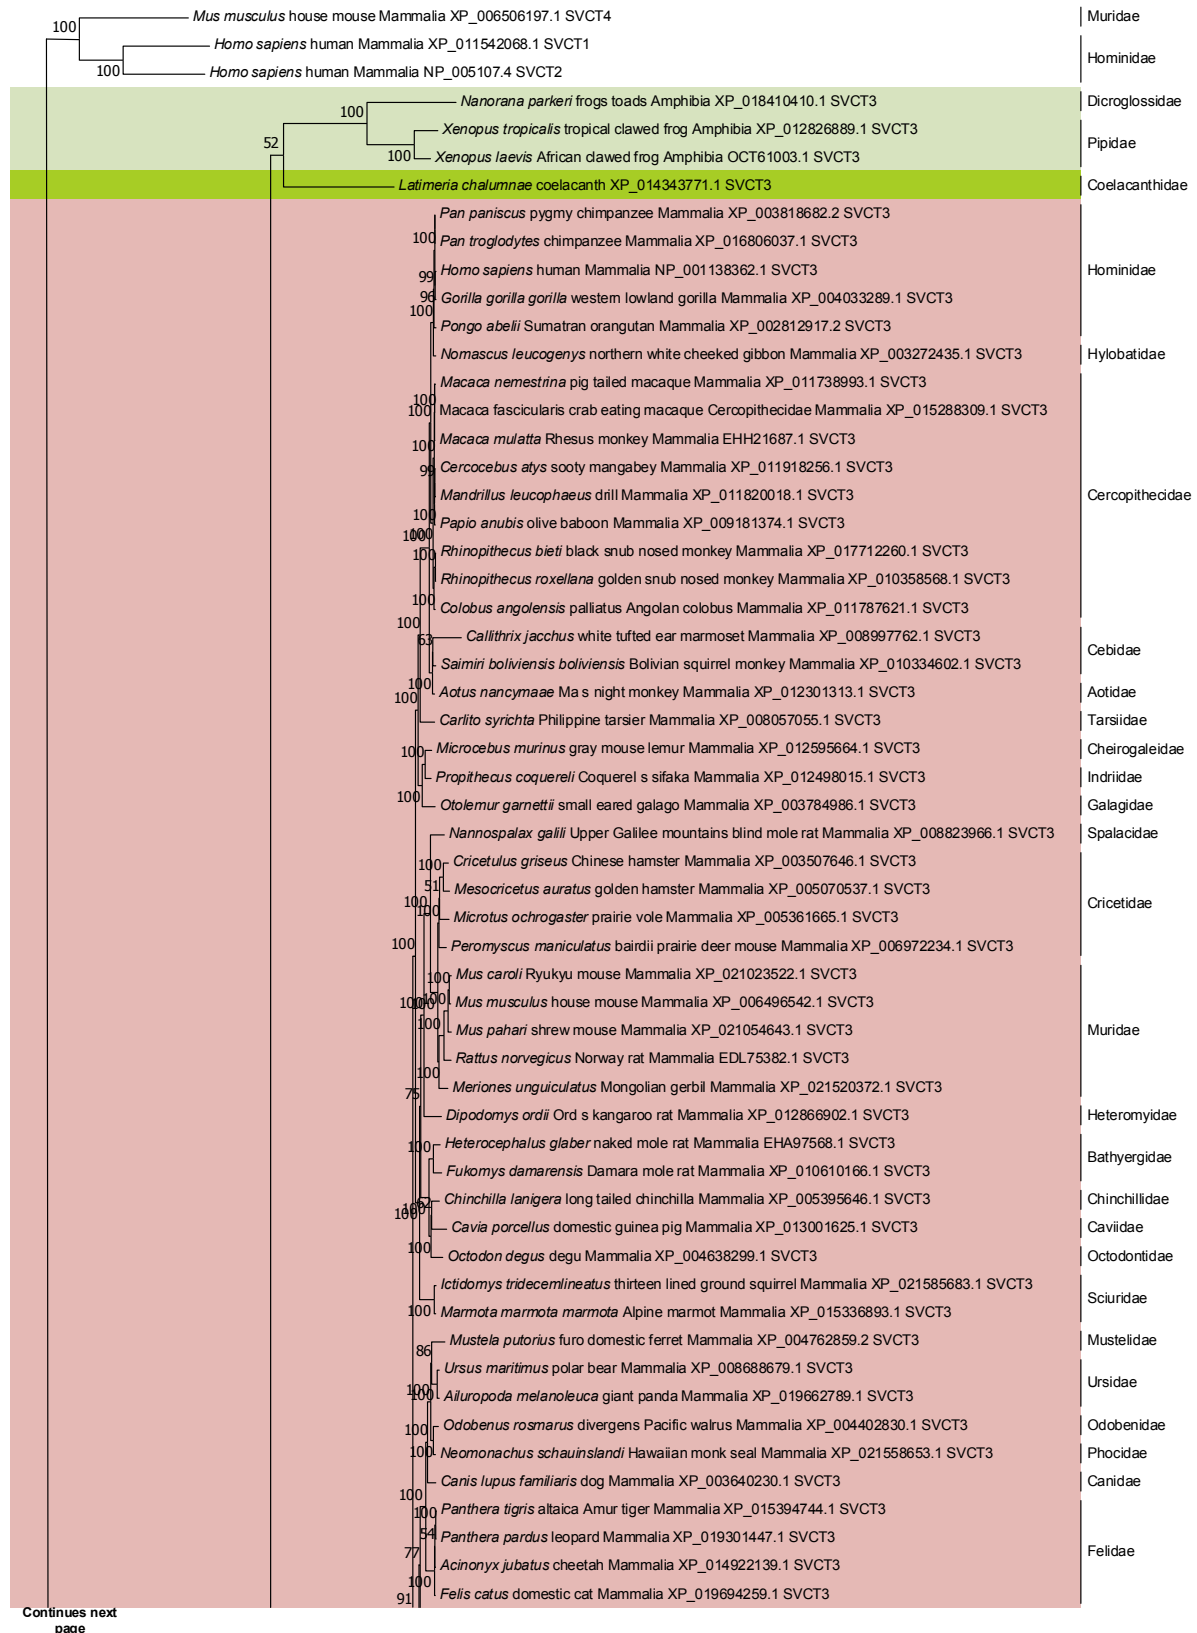 Mus musculus house mouse Mammalia XP_006506197.1 SVCT4
Muridae
100
Homo sapiens human Mammalia XP_011542068.1 SVCT1
Hominidae
100
Homo sapiens human Mammalia NP_005107.4 SVCT2
Nanorana parkeri frogs toads Amphibia XP_018410410.1 SVCT3
Dicroglossidae
100
Xenopus tropicalis tropical clawed frog Amphibia XP_012826889.1 SVCT3
Pipidae
52
100
Xenopus laevis African clawed frog Amphibia OCT61003.1 SVCT3
Latimeria chalumnae coelacanth XP_014343771.1 SVCT3
Coelacanthidae
Pan paniscus pygmy chimpanzee Mammalia XP_003818682.2 SVCT3
100
Pan troglodytes chimpanzee Mammalia XP_016806037.1 SVCT3
Homo sapiens human Mammalia NP_001138362.1 SVCT3
Hominidae
99
96
Gorilla gorilla gorilla western lowland gorilla Mammalia XP_004033289.1 SVCT3
100
Pongo abelii Sumatran orangutan Mammalia XP_002812917.2 SVCT3
Nomascus leucogenys northern white cheeked gibbon Mammalia XP_003272435.1 SVCT3
Hylobatidae
Macaca nemestrina pig tailed macaque Mammalia XP_011738993.1 SVCT3
100
100
Macaca fascicularis crab eating macaque Cercopithecidae Mammalia XP_015288309.1 SVCT3
100
Macaca mulatta Rhesus monkey Mammalia EHH21687.1 SVCT3
99
Cercocebus atys sooty mangabey Mammalia XP_011918256.1 SVCT3
Mandrillus leucophaeus drill Mammalia XP_011820018.1 SVCT3
Cercopithecidae
100
Papio anubis olive baboon Mammalia XP_009181374.1 SVCT3
100
100
100
Rhinopithecus bieti black snub nosed monkey Mammalia XP_017712260.1 SVCT3
Rhinopithecus roxellana golden snub nosed monkey Mammalia XP_010358568.1 SVCT3
100
Colobus angolensis palliatus Angolan colobus Mammalia XP_011787621.1 SVCT3
100
63
Callithrix jacchus white tufted ear marmoset Mammalia XP_008997762.1 SVCT3
Cebidae
Saimiri boliviensis boliviensis Bolivian squirrel monkey Mammalia XP_010334602.1 SVCT3
100
100
Aotus nancymaae Ma s night monkey Mammalia XP_012301313.1 SVCT3
Aotidae
Carlito syrichta Philippine tarsier Mammalia XP_008057055.1 SVCT3
Tarsiidae
100
Microcebus murinus gray mouse lemur Mammalia XP_012595664.1 SVCT3
Cheirogaleidae
Propithecus coquereli Coquerel s sifaka Mammalia XP_012498015.1 SVCT3
Indriidae
100
Otolemur garnettii small eared galago Mammalia XP_003784986.1 SVCT3
Galagidae
Nannospalax galili Upper Galilee mountains blind mole rat Mammalia XP_008823966.1 SVCT3
Spalacidae
100
Cricetulus griseus Chinese hamster Mammalia XP_003507646.1 SVCT3
51
Mesocricetus auratus golden hamster Mammalia XP_005070537.1 SVCT3
Cricetidae
100
100
Microtus ochrogaster prairie vole Mammalia XP_005361665.1 SVCT3
100
Peromyscus maniculatus bairdii prairie deer mouse Mammalia XP_006972234.1 SVCT3
100
Mus caroli Ryukyu mouse Mammalia XP_021023522.1 SVCT3
100
100
100
Mus musculus house mouse Mammalia XP_006496542.1 SVCT3
100
Mus pahari shrew mouse Mammalia XP_021054643.1 SVCT3
Muridae
Rattus norvegicus Norway rat Mammalia EDL75382.1 SVCT3
100
75
Meriones unguiculatus Mongolian gerbil Mammalia XP_021520372.1 SVCT3
Dipodomys ordii Ord s kangaroo rat Mammalia XP_012866902.1 SVCT3
Heteromyidae
100
Heterocephalus glaber naked mole rat Mammalia EHA97568.1 SVCT3
Bathyergidae
Fukomys damarensis Damara mole rat Mammalia XP_010610166.1 SVCT3
62
Chinchilla lanigera long tailed chinchilla Mammalia XP_005395646.1 SVCT3
Chinchillidae
100
100
Cavia porcellus domestic guinea pig Mammalia XP_013001625.1 SVCT3
Caviidae
100
Octodon degus degu Mammalia XP_004638299.1 SVCT3
Octodontidae
Ictidomys tridecemlineatus thirteen lined ground squirrel Mammalia XP_021585683.1 SVCT3
Sciuridae
100
Marmota marmota marmota Alpine marmot Mammalia XP_015336893.1 SVCT3
Mustela putorius furo domestic ferret Mammalia XP_004762859.2 SVCT3
Mustelidae
86
Ursus maritimus polar bear Mammalia XP_008688679.1 SVCT3
Ursidae
100
100
Ailuropoda melanoleuca giant panda Mammalia XP_019662789.1 SVCT3
100
Odobenus rosmarus divergens Pacific walrus Mammalia XP_004402830.1 SVCT3
Odobenidae
100
Neomonachus schauinslandi Hawaiian monk seal Mammalia XP_021558653.1 SVCT3
Phocidae
Canis lupus familiaris dog Mammalia XP_003640230.1 SVCT3
Canidae
100
100
Panthera tigris altaica Amur tiger Mammalia XP_015394744.1 SVCT3
54
Panthera pardus leopard Mammalia XP_019301447.1 SVCT3
Felidae
77
Acinonyx jubatus cheetah Mammalia XP_014922139.1 SVCT3
100
91
Felis catus domestic cat Mammalia XP_019694259.1 SVCT3
Continues next
page